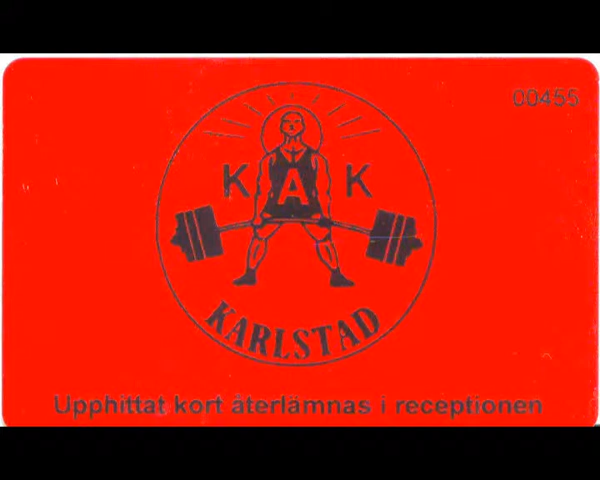 00455
K A K
KARLSTAD
Upphittat kort återlämnas i receptionen